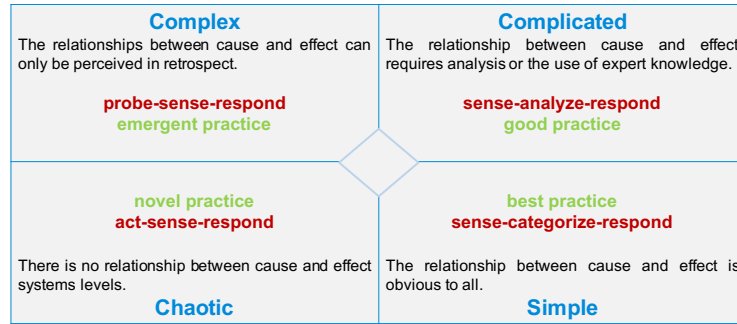 Complex
The relationships between cause and effect can
only be perceived in retrospect.
probe-sense-respond
emergent practice
Complicated
The relationship between cause and effect
requires analysis or the use of expert knowledge.
sense-analyze-respond
good practice
novel practice
act-sense-respond
There is no relationship between cause and effect
systems levels.
Chaotic
best practice
sense-categorize-respond
The relationship between cause and effect is
obvious to all.
Simple